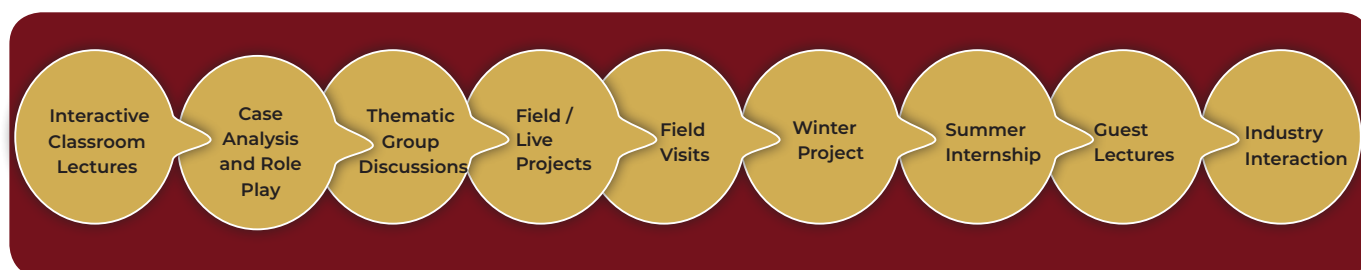 Interactive
Classroom
Lectures
Case
Analysis
and Role
Play
Thematic
Group
Discussions
Field /
Live
Projects
Field
Visits
Winter
Project
Summer
Internship
Guest
Lectures
Industry
Interaction